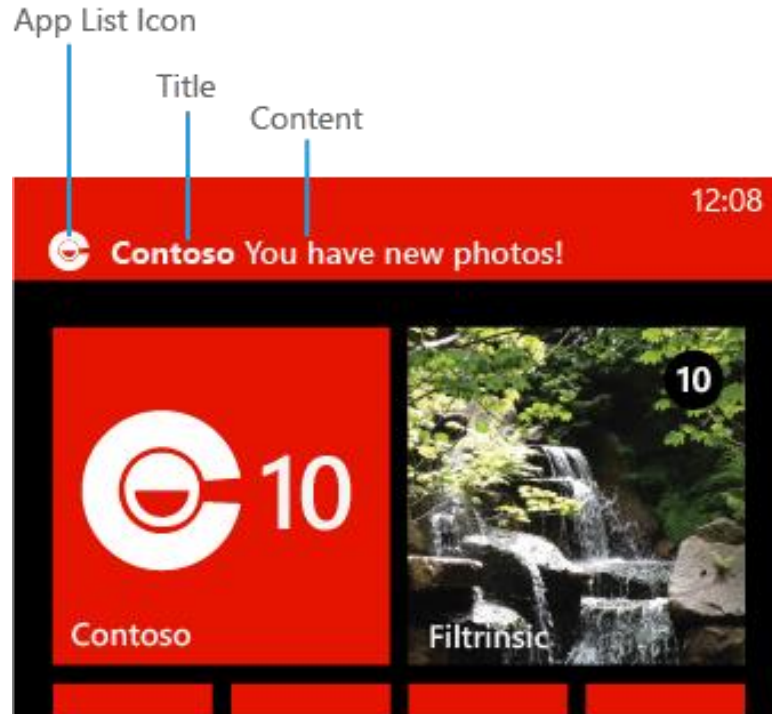 App List Icon
Title
Content
12:08
Contoso You have new photos!
10
10
Contoso
Filtrinsic